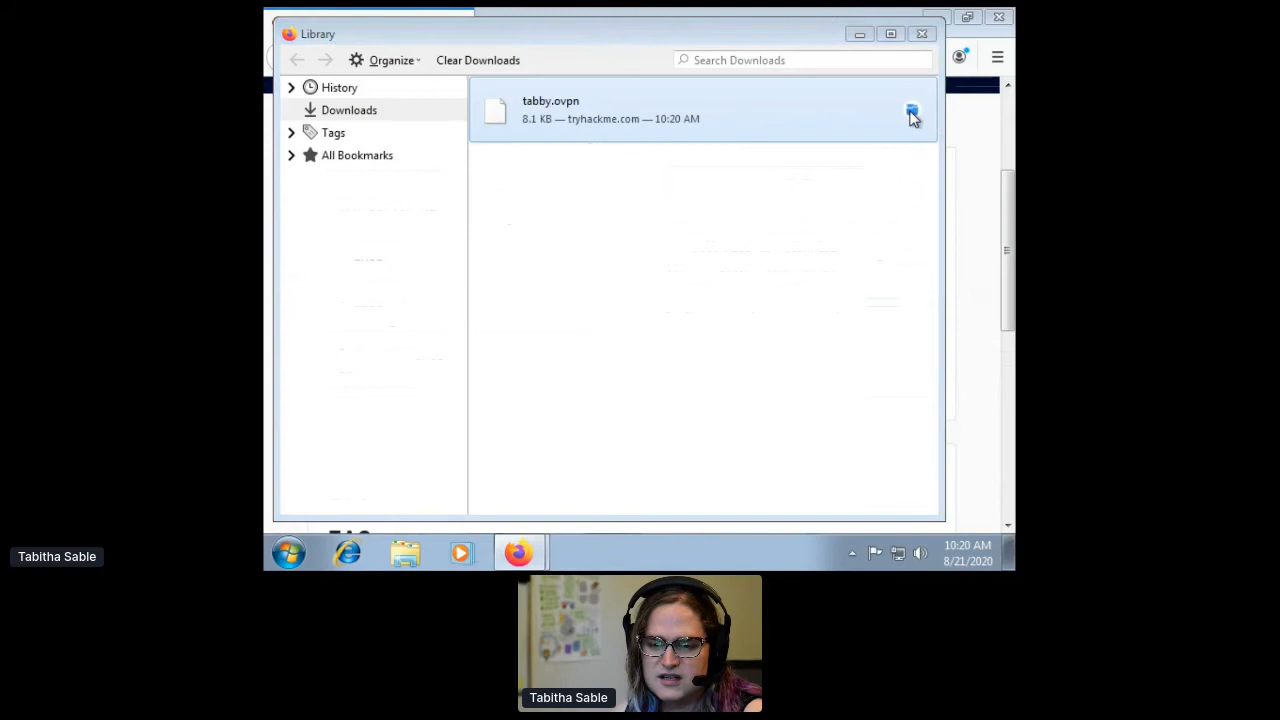 Library
Organize
Clear Downloads
Search Downloads
History
Downloads
Tags
All Bookmarks
tabby.ovpn
8.1 KB — tryhackme.com — 10:20 AM
10:20 AM
8/21/2020
Tabitha Sable
Tabitha Sable